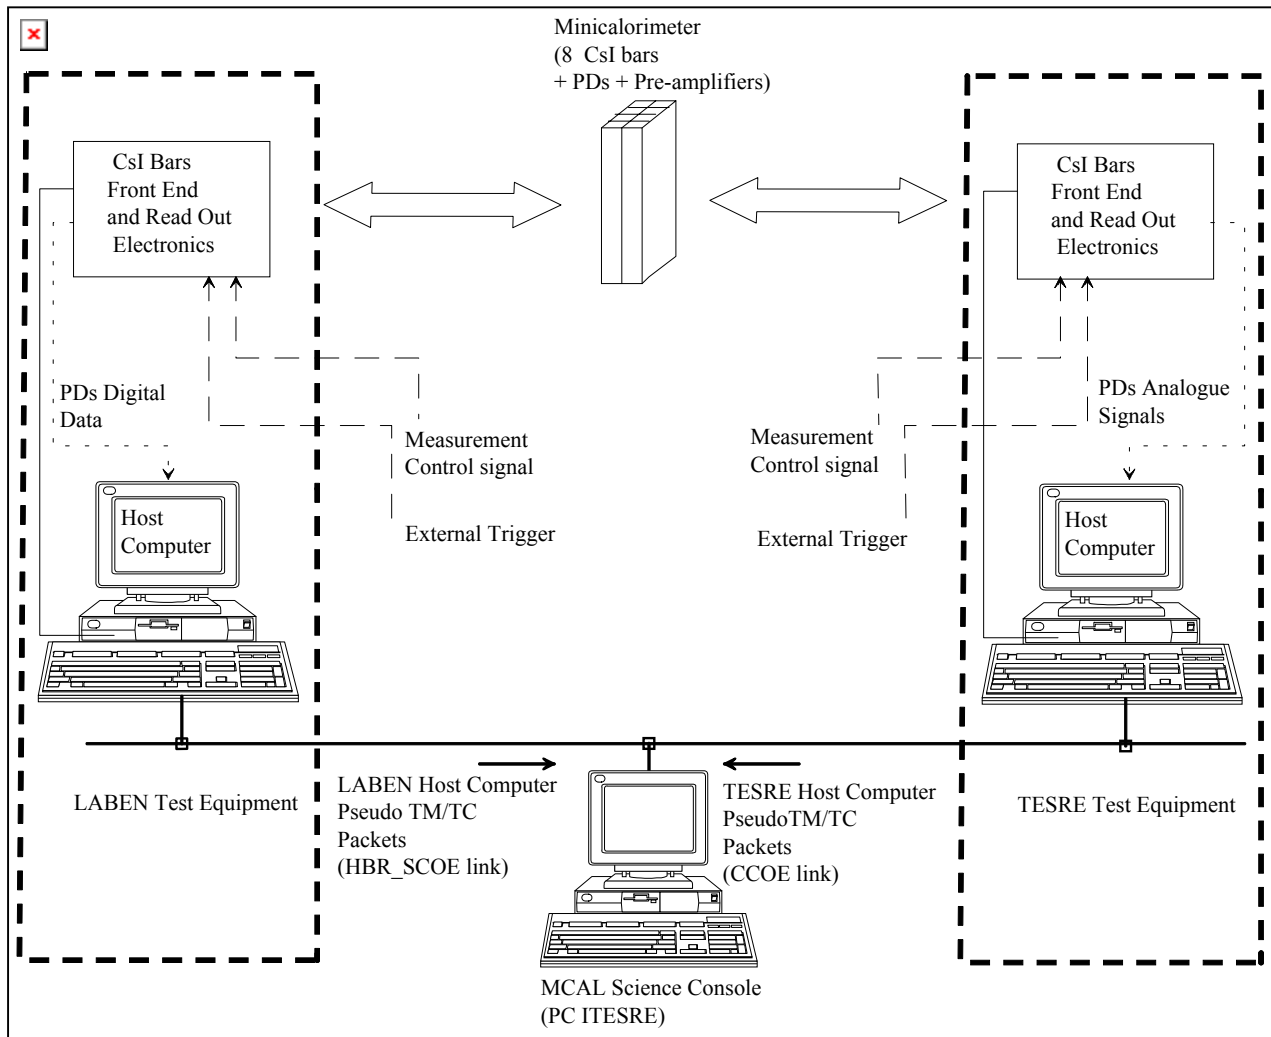 Minicalorimeter
(8 CsI bars
+ PDs + Pre-amplifiers)
CsI Bars
Front End
and Read Out
Electronics
CsI Bars
Front End
and Read Out
Electronics
PDs Digital
Data
Measurement
Control signal
External Trigger
Measurement
Control signal
External Trigger
PDs Analogue
Signals
Host
Computer
Host
Computer
LABEN Test Equipment
LABEN Host Computer
Pseudo TM/TC
Packets
(HBR_SCOE link)
TESRE Host Computer
PseudoTM/TC
Packets
(CCOE link)
TESRE Test Equipment
MCAL Science Console
(PC ITESRE)